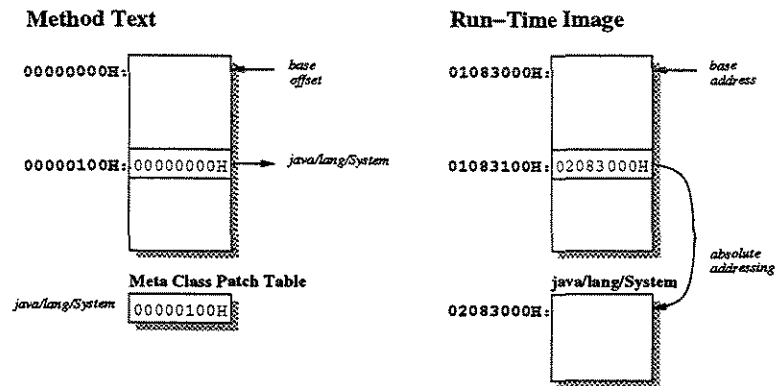 Method Text
00000000H:
base
offset
00000100H:
00000000H
java/lang/System
Meta Class Patch Table
java/lang/System
00000100H
Run-Time Image
01083000H:
base
address
01083100H:
02083000H
absolute
addressing
java/lang/System
02083000H: